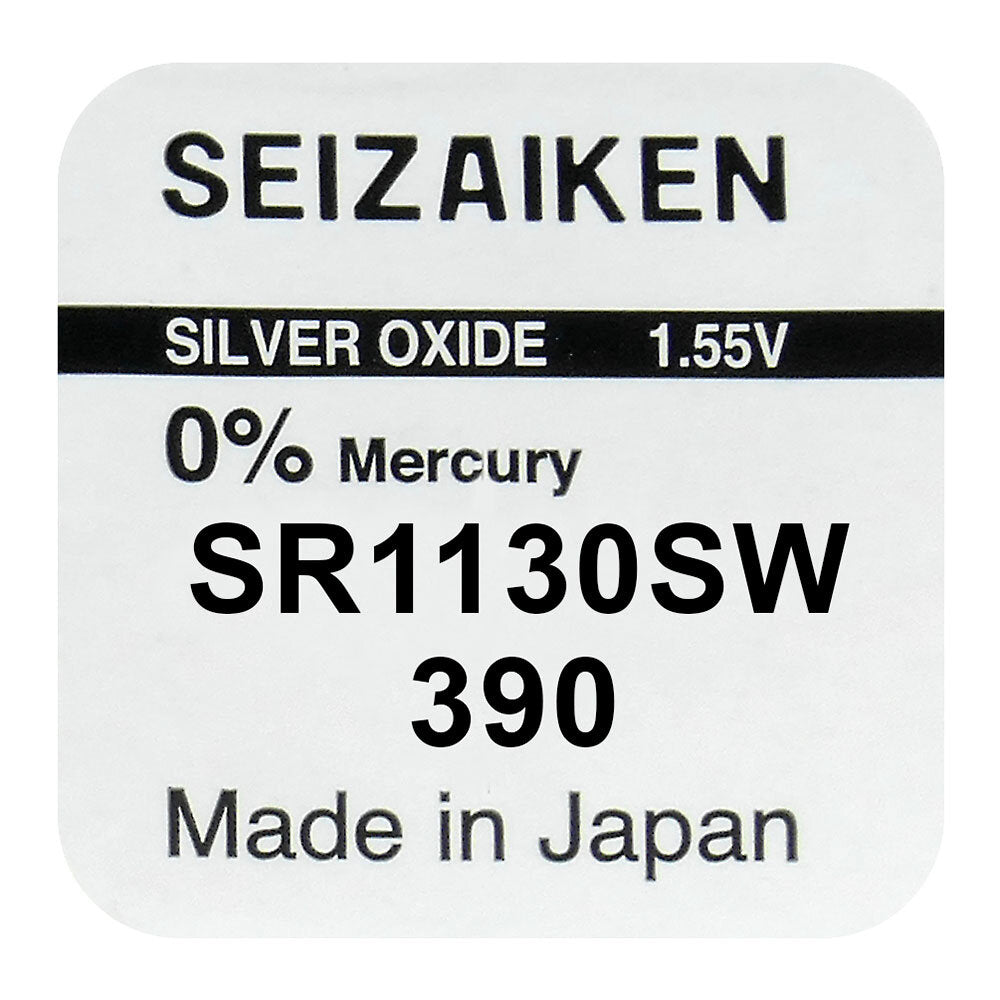 SEIZAIKEN
SILVER OXIDE 1.55V
0% Mercury
SR1130SW
390
Made in Japan